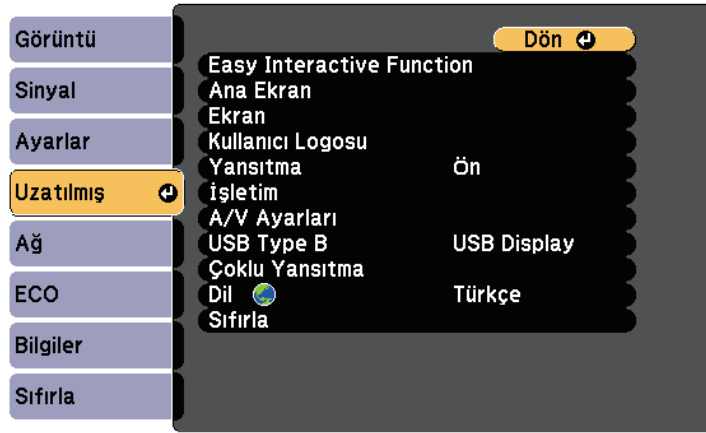 Görüntü
Sinyal
Ayarlar
Uzatılmış
Ağ
ECO
Bilgiler
Sıfırla
Dön
Easy Interactive Function
Ana Ekran
Ekran
Kullanıcı Logosu
Yansıtma Ön
İşletim
A/V Ayarları
USB Type B USB Display
Çoklu Yansıtma
Dil Türkçe
Sıfırla